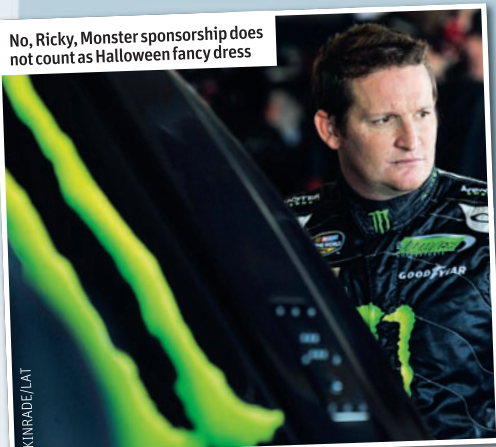 No, Ricky, Monster sponsorship does
not count as Halloween fancy dress
GOODYEAR
KINRADE/LAT